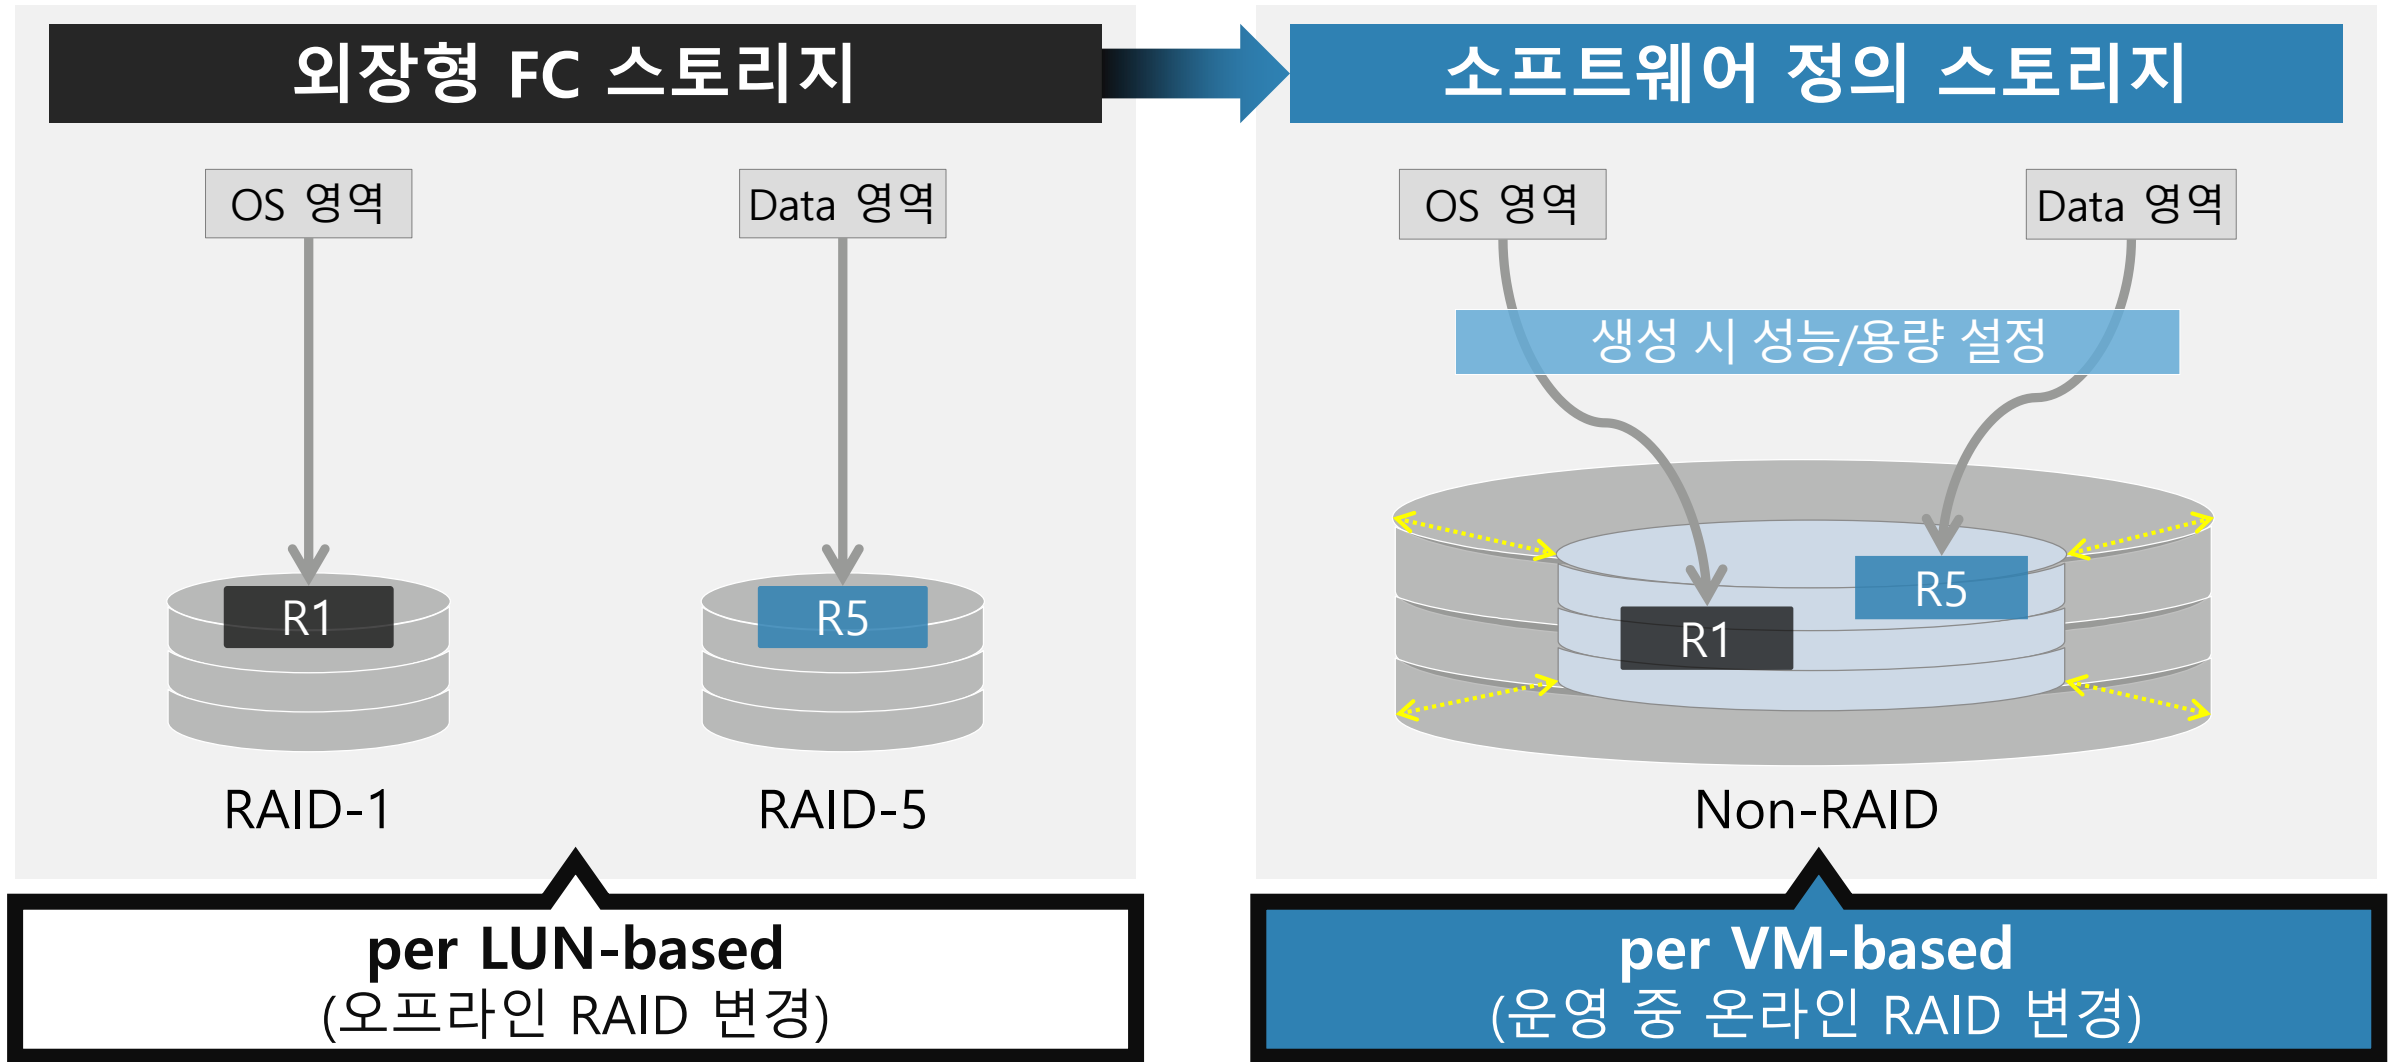 외장형 FC 스토리지
OS 영역
Data 영역
R1
R5
RAID-1
RAID-5
per LUN-based
(오프라인 RAID 변경)
소프트웨어 정의 스토리지
OS 영역
Data 영역
생성 시 성능/용량 설정
R5
R1
Non-RAID
per VM-based
(운영 중 온라인 RAID 변경)